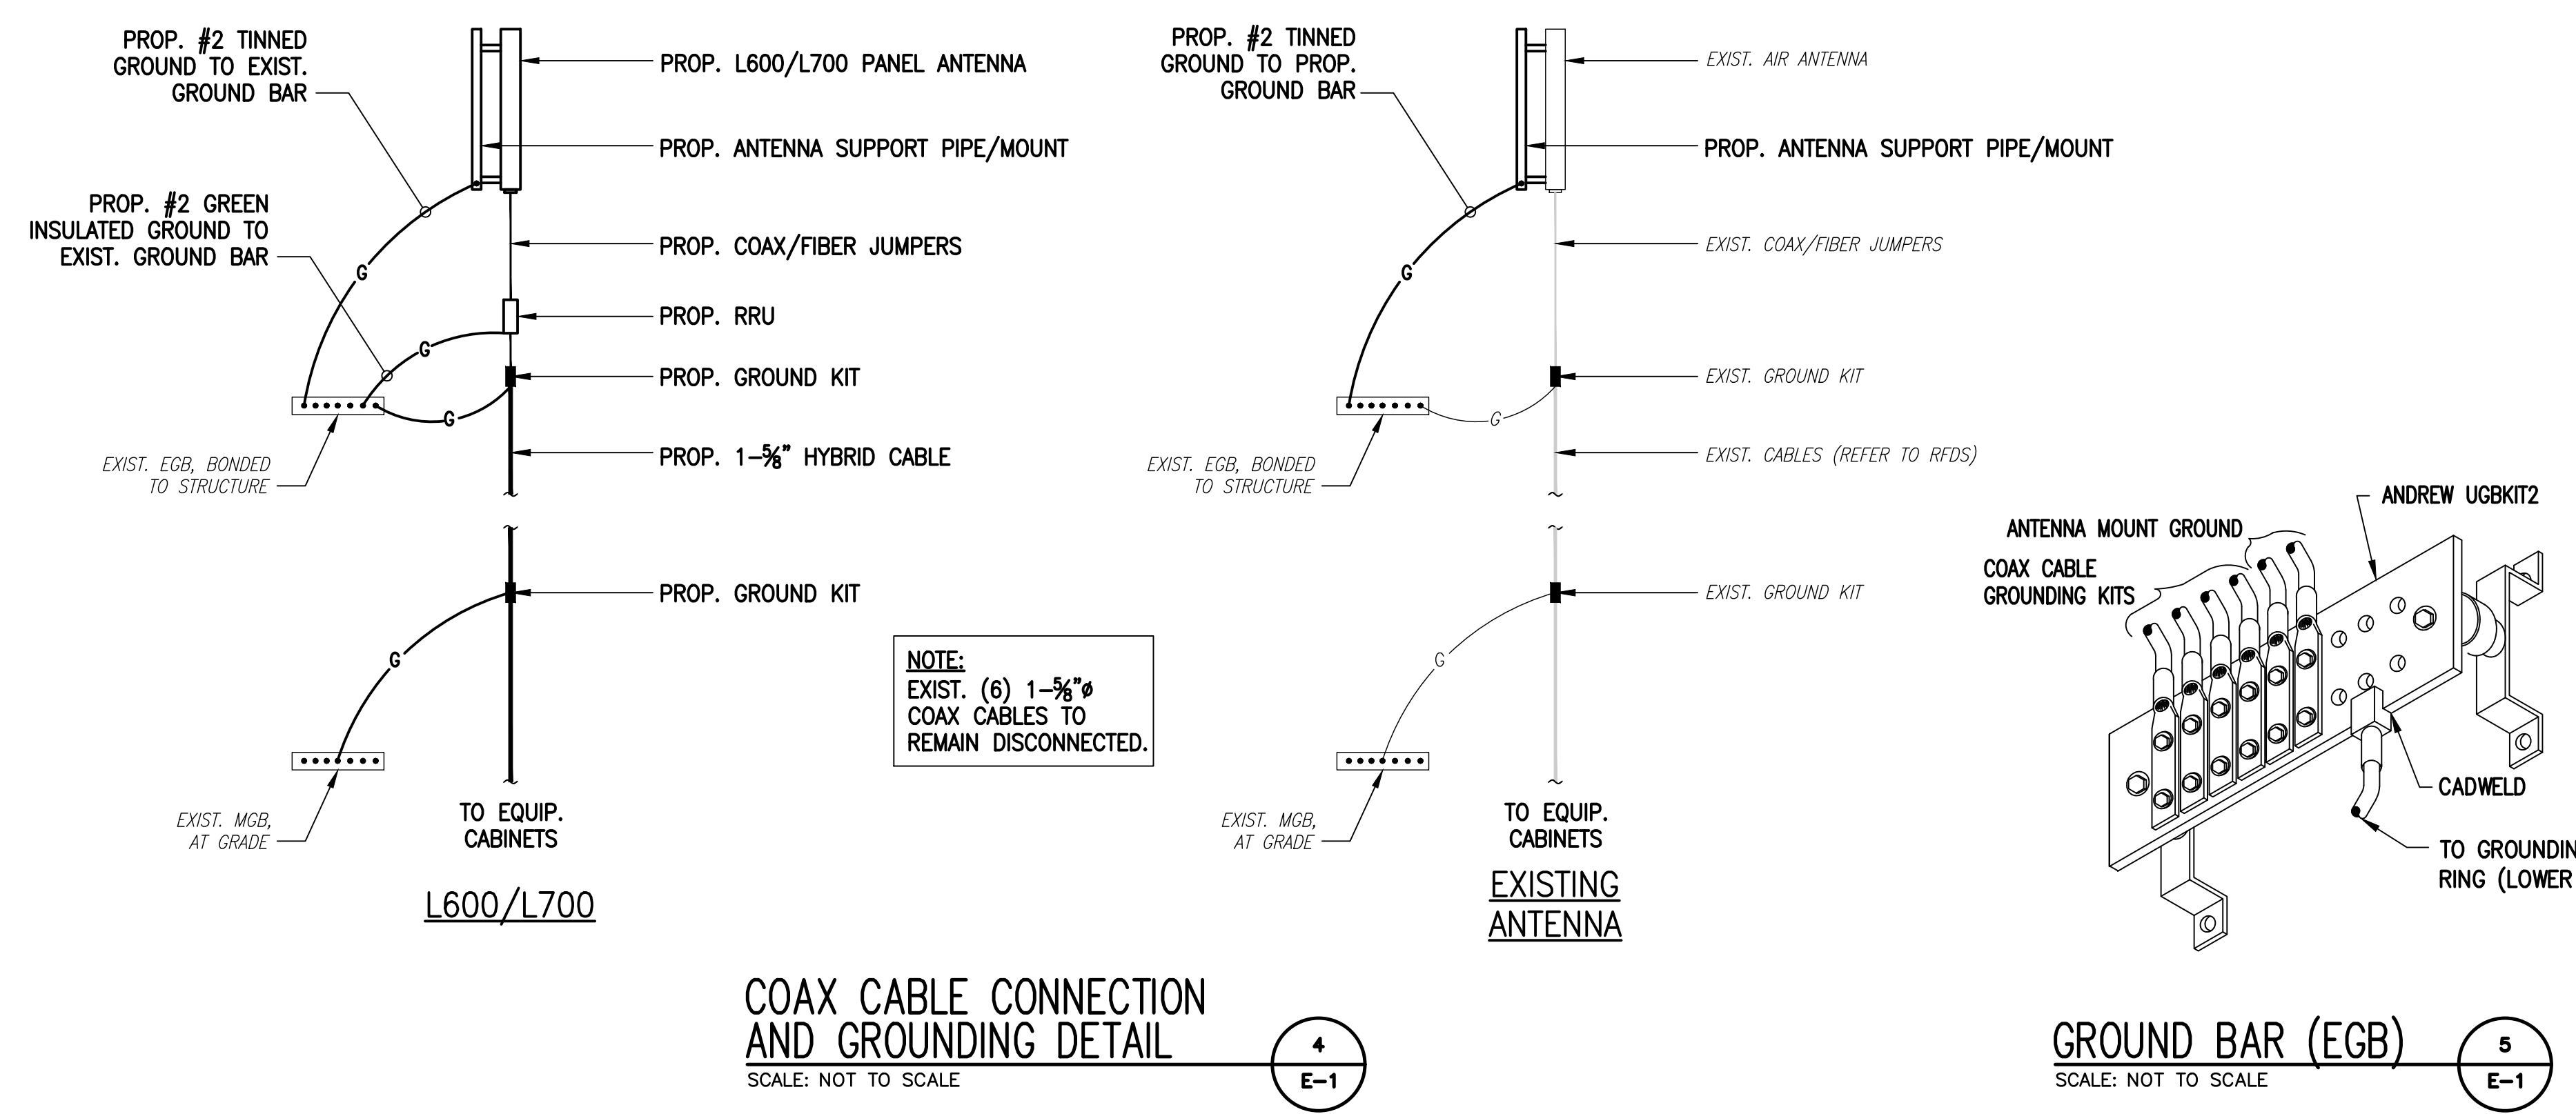 PROP. #2 TINNED
GROUND TO EXIST.
GROUND BAR
PROP. L600/L700 PANEL ANTENNA
PROP. ANTENNA SUPPORT PIPE/MOUNT
PROP. #2 GREEN
INSULATED GROUND TO
EXIST. GROUND BAR
PROP. COAX/FIBER JUMPERS
G
PROP. RRU
G
PROP. GROUND KIT
G
PROP. 1-5/8" HYBRID CABLE
EXIST. EGB, BONDED
TO STRUCTURE
PROP. GROUND KIT
G
EXIST. MGB,
AT GRADE
TO EQUIP.
CABINETS
L600/L700
NOTE:
EXIST. (6) 1-5/8"ø
COAX CABLES TO
REMAIN DISCONNECTED.
PROP. #2 TINNED
GROUND TO PROP.
GROUND BAR
EXIST. AIR ANTENNA
PROP. ANTENNA SUPPORT PIPE/MOUNT
EXIST. COAX/FIBER JUMPERS
G
EXIST. GROUND KIT
G
EXIST. CABLES (REFER TO RFDS)
EXIST. EGB, BONDED
TO STRUCTURE
EXIST. GROUND KIT
G
EXIST. MGB,
AT GRADE
TO EQUIP.
CABINETS
EXISTING
ANTENNA
COAX CABLE CONNECTION
AND GROUNDING DETAIL
SCALE: NOT TO SCALE
4
E-1
ANDREW UGBKIT2
ANTENNA MOUNT GROUND
COAX CABLE
GROUNDING KITS
CADWELD
TO GROUNDIN
RING (LOWER
GROUND BAR (EGB)
SCALE: NOT TO SCALE
5
E-1